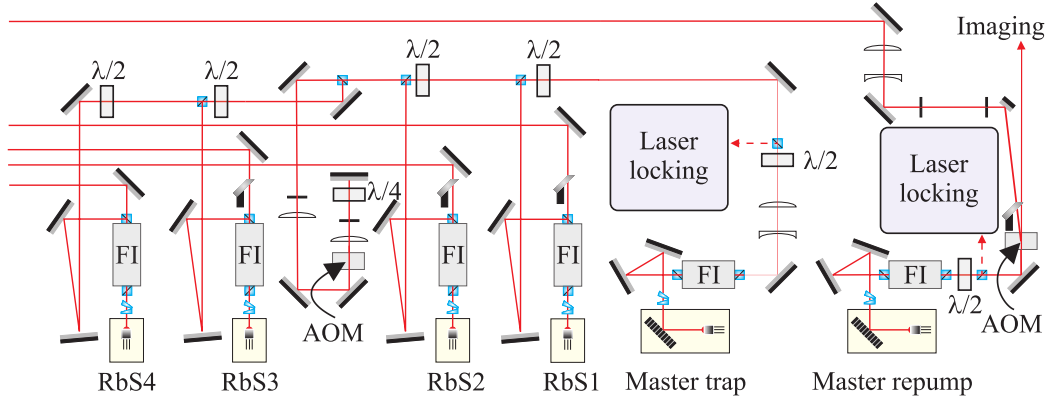 Imaging
λ/2
λ/2
λ/2
λ/2
Laser
locking
λ/2
Laser
locking
λ/4
FI
FI
FI
FI
FI
FI
λ/2
AOM
AOM
RbS4
RbS3
RbS2
RbS1
Master trap
Master repump